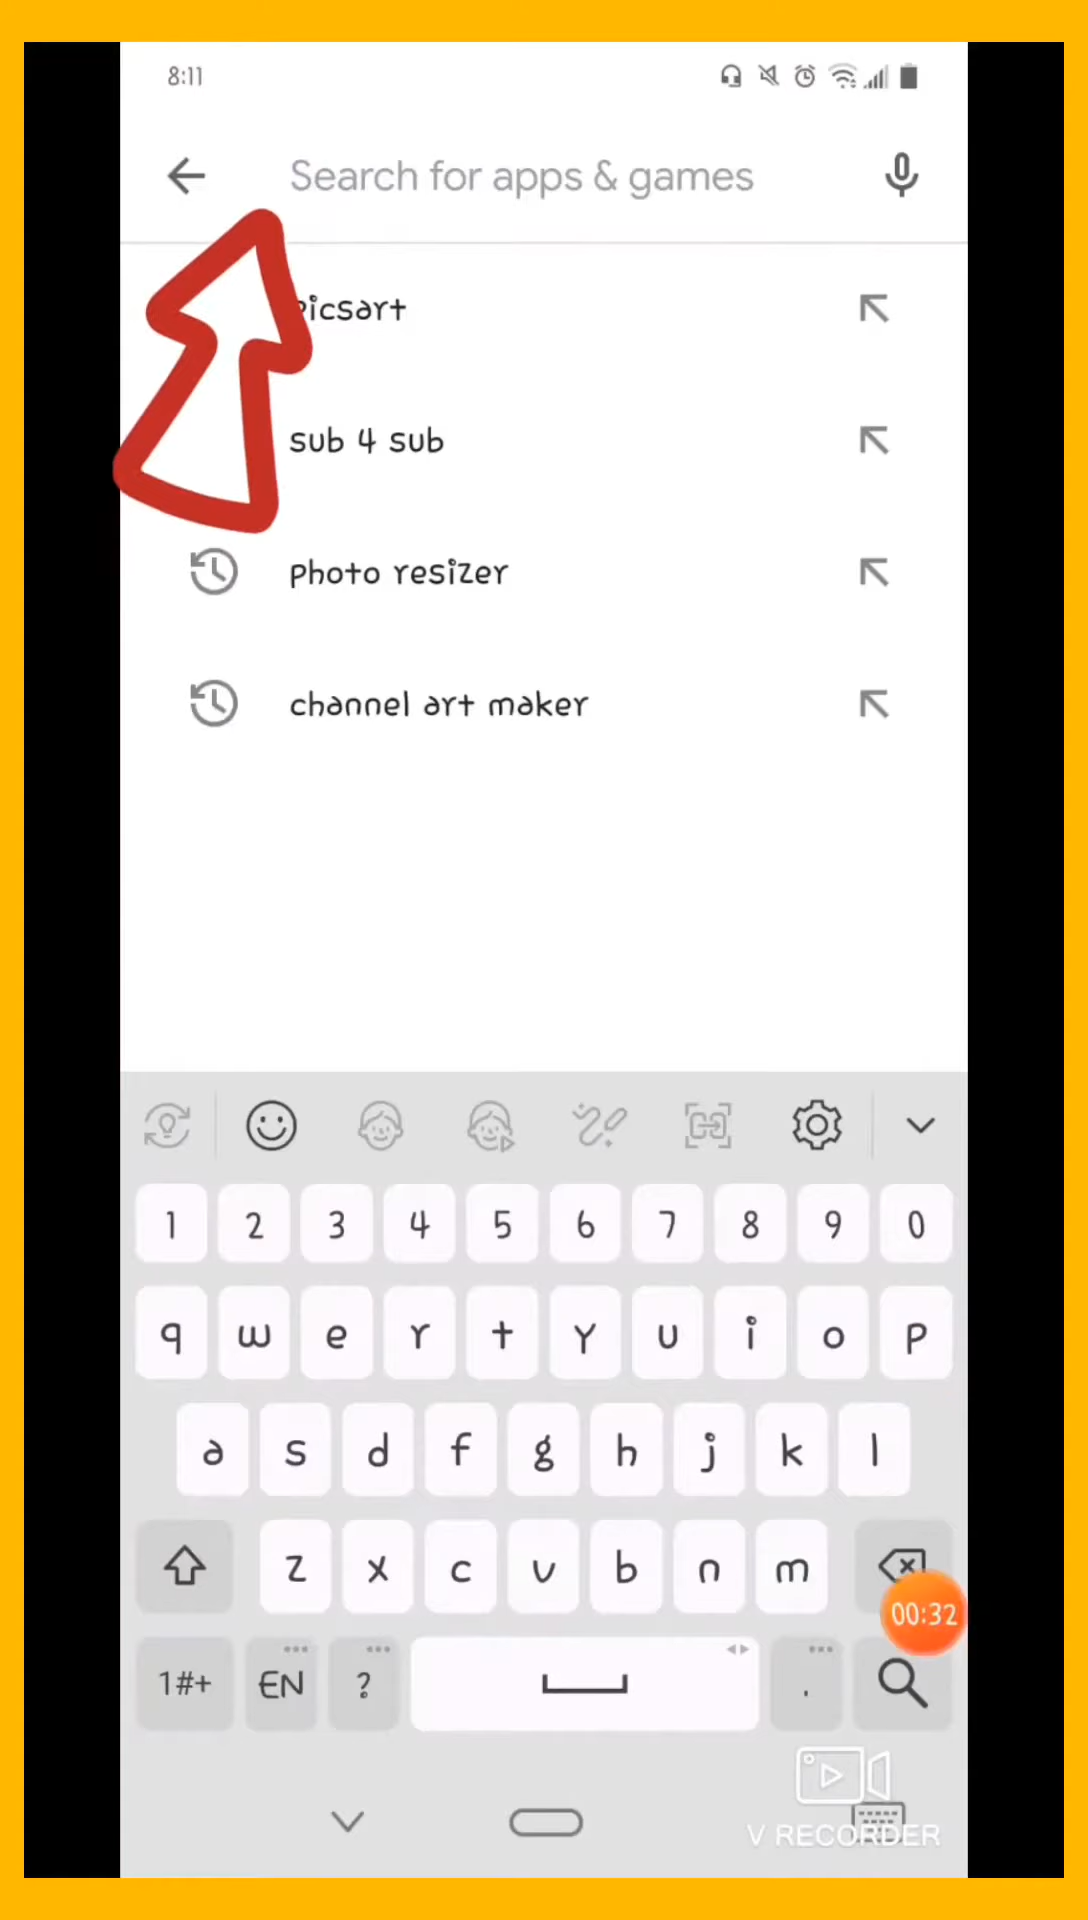 8:11
Search for apps & games
picsart
sub 4 sub
photo resizer
channel art maker
1 2 3 4 5 6 7 8 9 0
q w e r t y u i o p
a s d f g h j k l
z x c v b n m
00:32
1#+ EN ? .
V RECORDER